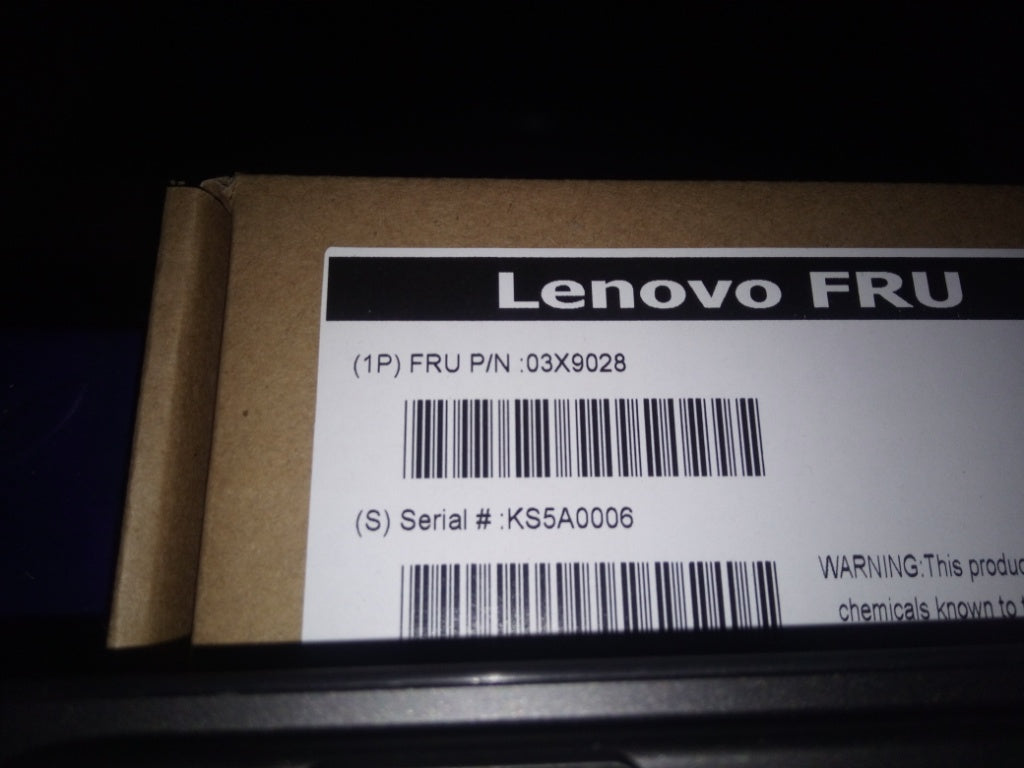 Lenovo FRU
(1P) FRU P/N :03X9028
(S) Serial # :KS5A0006
WARNING:This
chemicals known to